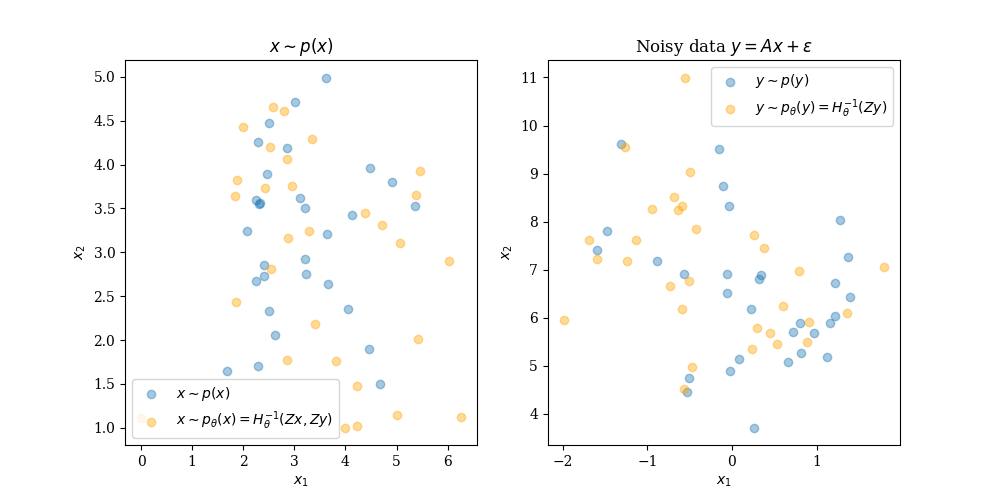 x ∼ p(x)
5.0
4.5
4.0
3.5
3.0
2.5
2.0
1.5
1.0
x₂
x ∼ p(x)
x ∼ p_θ(x) = H_θ^{-1}(Zx, Zy)
0 1 2 3 4 5 6
x₁
Noisy data y = Ax + ε
11
10
9
8
7
6
5
4
x₂
y ∼ p(y)
y ∼ p_θ(y) = H_θ^{-1}(Zy)
−2 −1 0 1
x₁